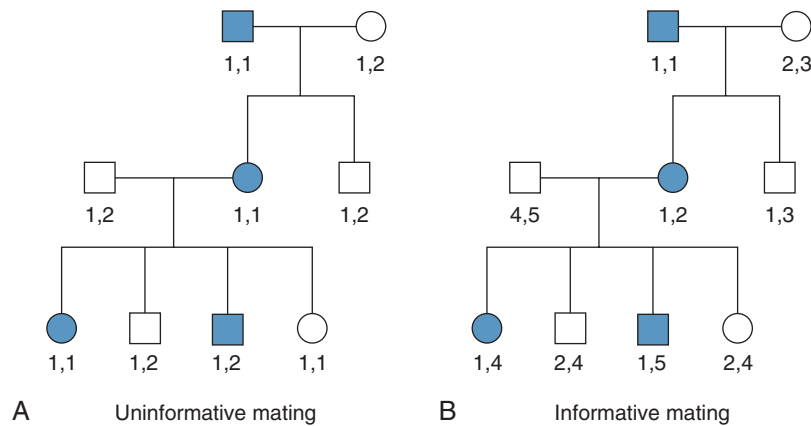 1,1 1,2
1,2 1,1 1,2
1,1 1,2 1,2 1,1
A Uninformative mating
1,1 2,3
4,5 1,2 1,3
1,4 2,4 1,5 2,4
B Informative mating